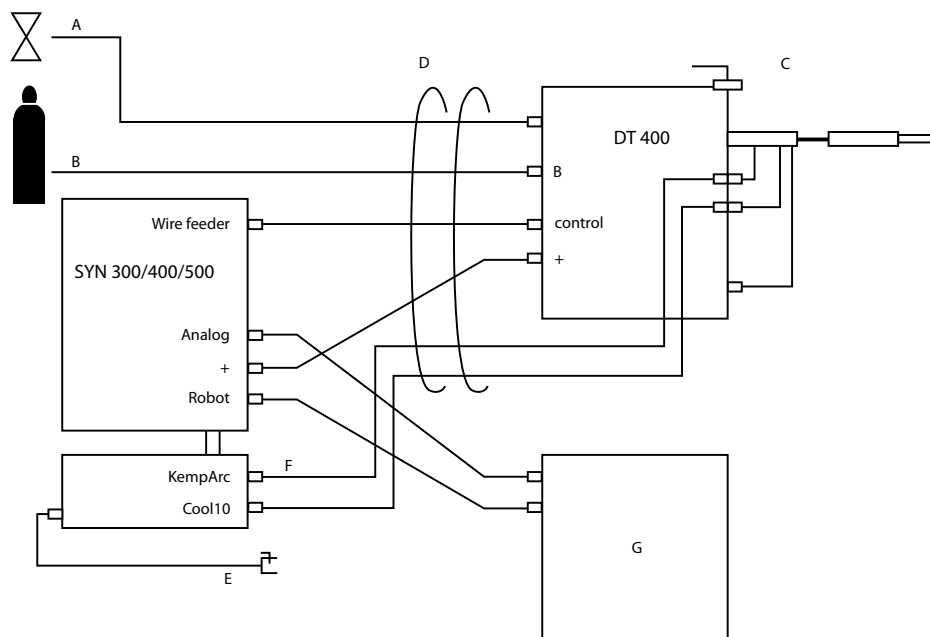 A
D
C
DT 400
B
B
Wire feeder
control
SYN 300/400/500
+
Analog
+
Robot
F
KempArc
Cool10
G
E